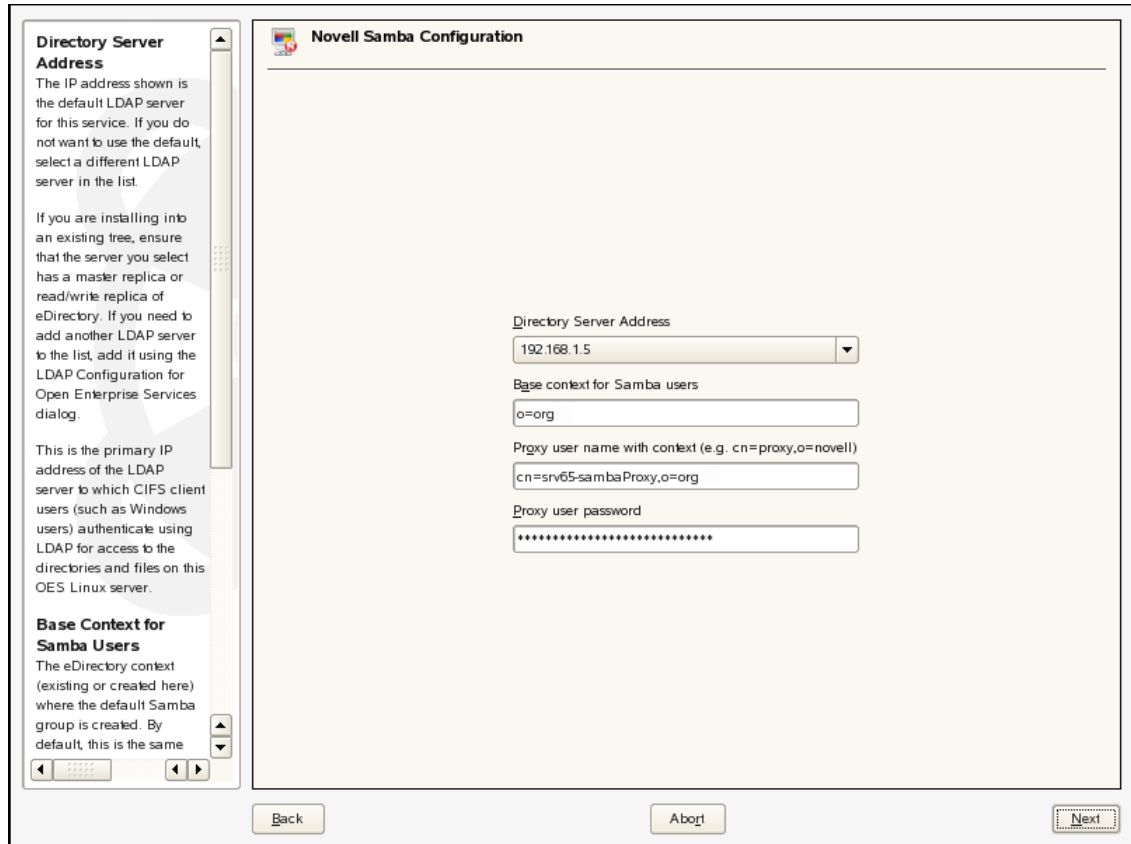 Directory Server
Address
The IP address shown is
the default LDAP server
for this service. If you do
not want to use the default,
select a different LDAP
server in the list.
If you are installing into
an existing tree, ensure
that the server you select
has a master replica or
read/write replica of
eDirectory. If you need to
add another LDAP server
to the list, add it using the
LDAP Configuration for
Open Enterprise Services
dialog.
This is the primary IP
address of the LDAP
server to which CIFS client
users (such as Windows
users) authenticate using
LDAP for access to the
directories and files on this
OES Linux server.
Base Context for
Samba Users
The eDirectory context
(existing or created here)
where the default Samba
group is created. By
default, this is the same
Novell Samba Configuration
Directory Server Address
192.168.1.5
Base context for Samba users
o=org
Proxy user name with context (e.g. cn=proxy,o=novell)
cn=srv65-sambaProxy,o=org
Proxy user password
****************************
Back
Abort
Next